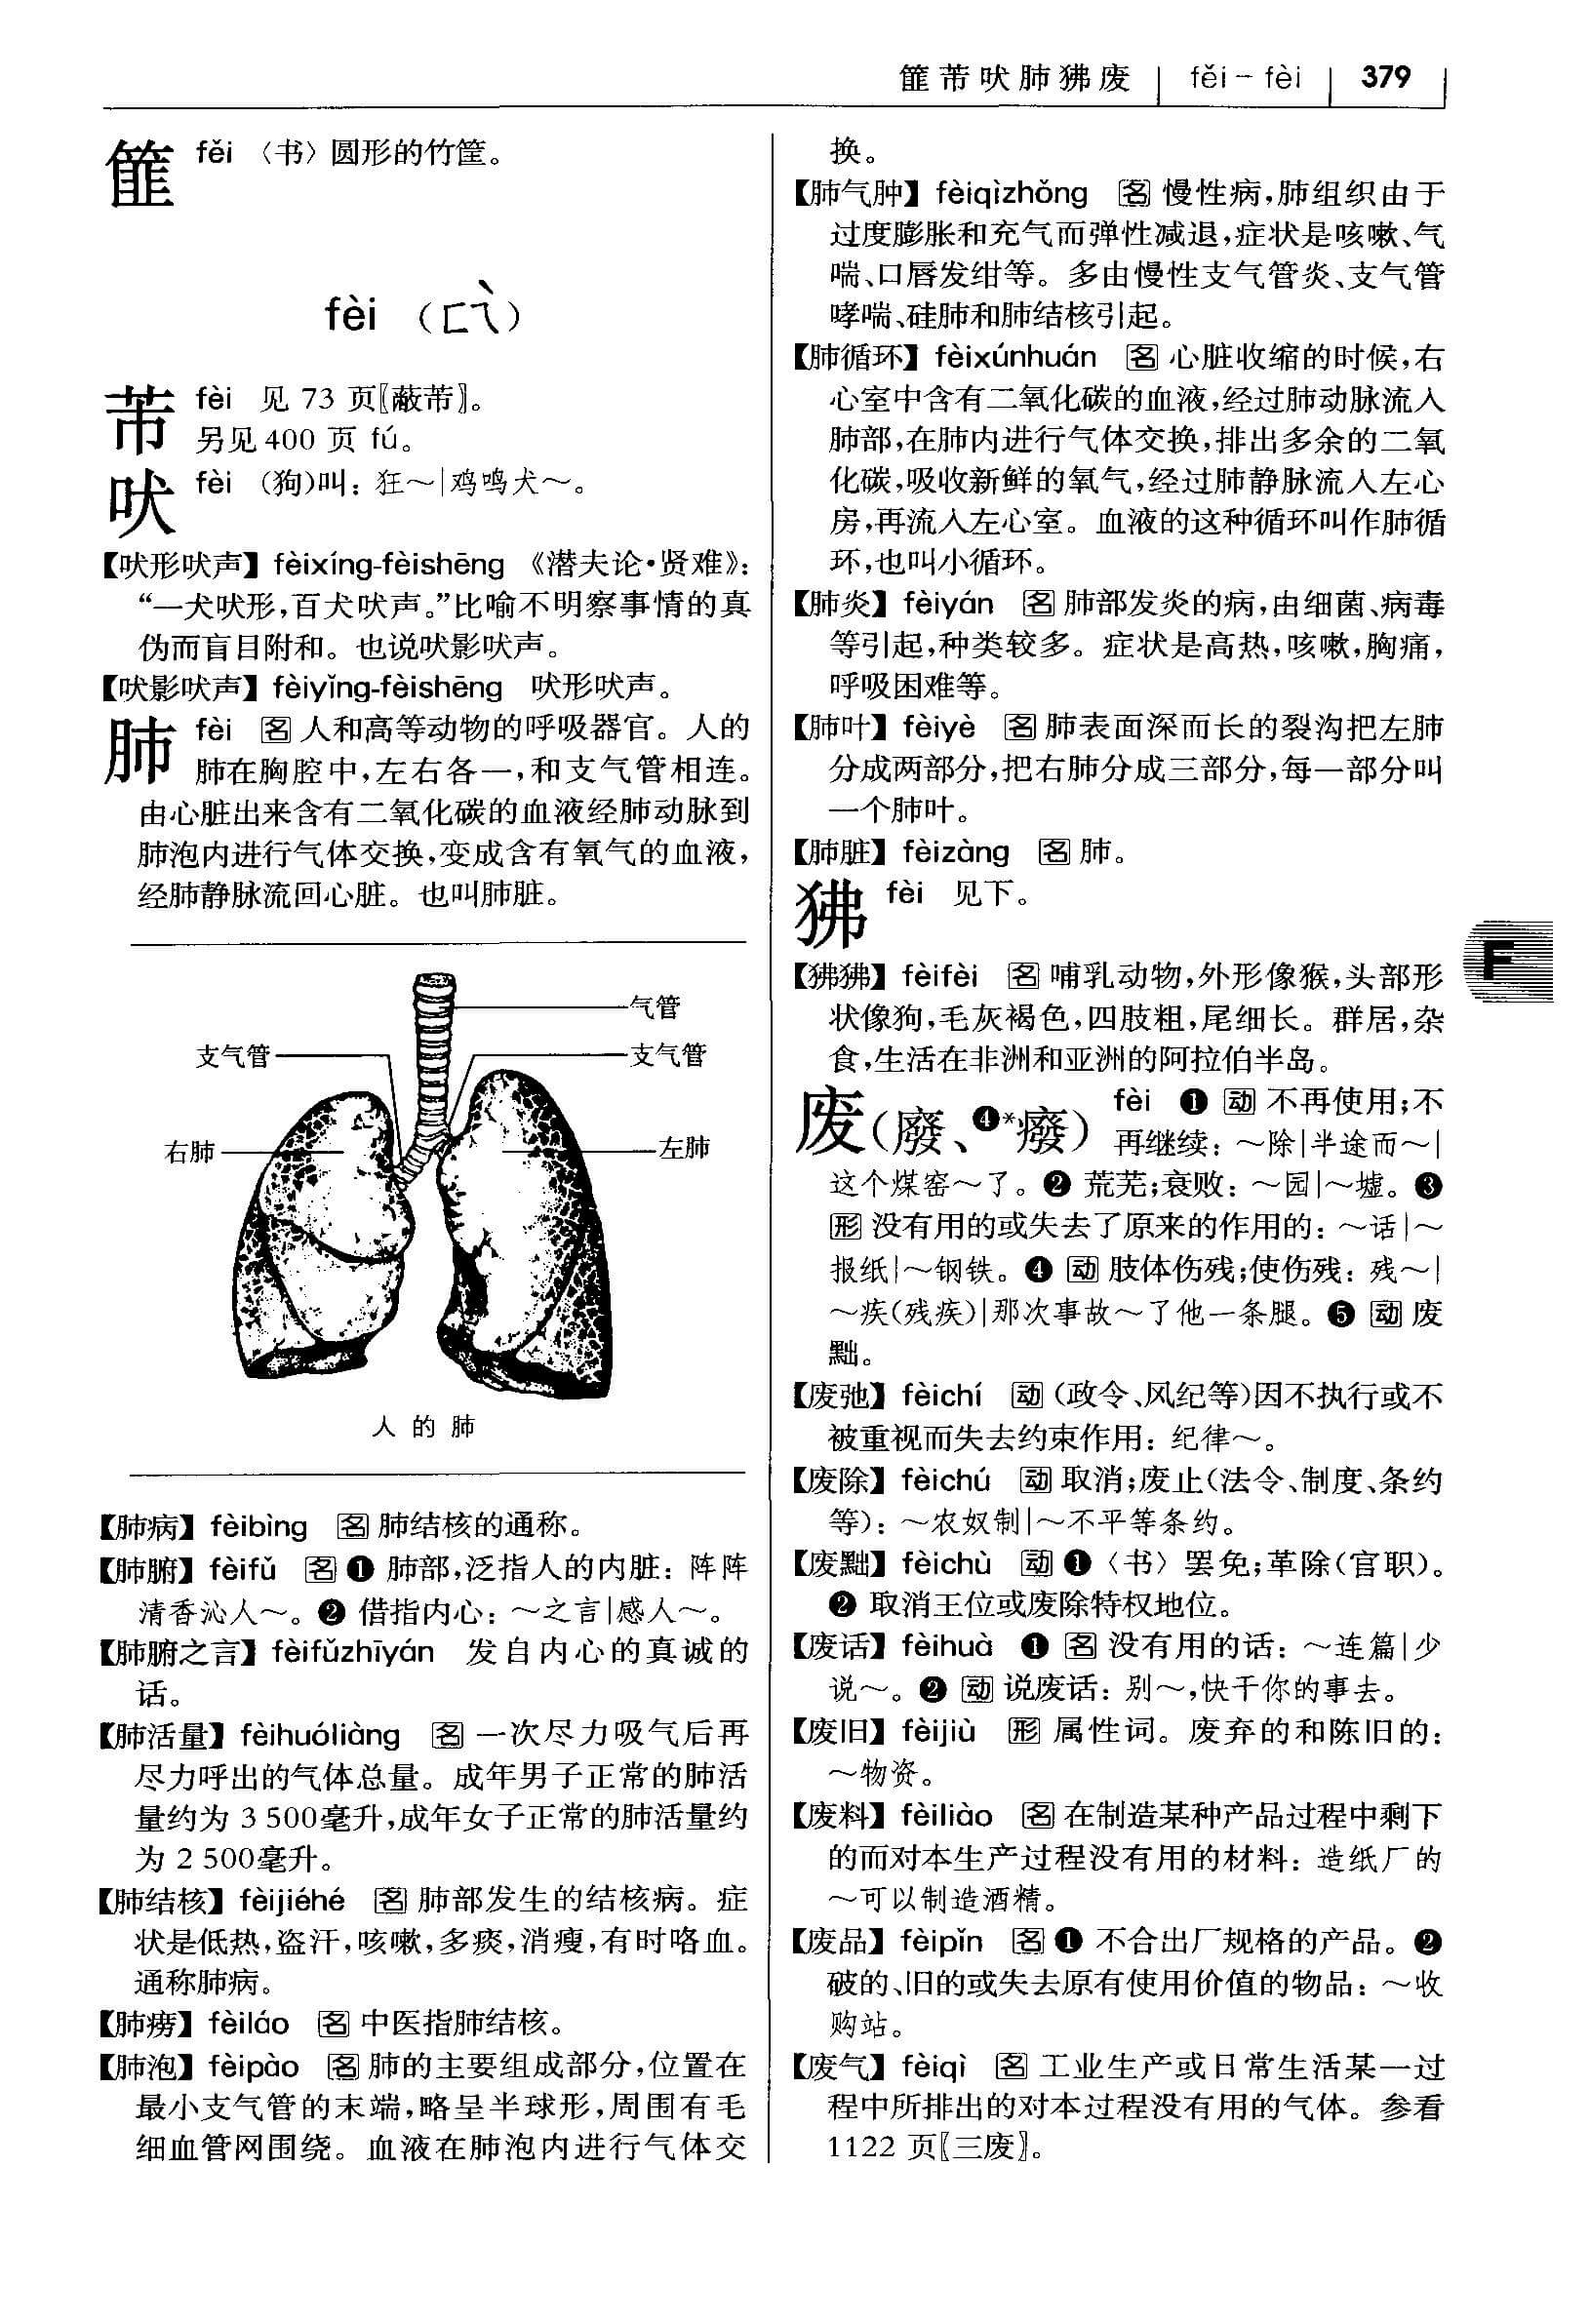 篚芾吠肺狒废 fěi－fèi 379
篚 fěi 〈书〉圆形的竹筐。
fèi （ㄈㄟˋ）
芾 fèi 见 73 页〖蔽芾〗。
另见 400 页 fú。
吠 fèi （狗）叫：狂～|鸡鸣犬～。
【吠形吠声】fèixíng-fèishēng 《潜夫论·贤难》：
“一犬吠形，百犬吠声。”比喻不明察事情的真
伪而盲目附和。也说吠影吠声。
【吠影吠声】fèiyǐng-fèishēng 吠形吠声。
肺 fèi 名 人和高等动物的呼吸器官。人的
肺在胸腔中，左右各一，和支气管相连。
由心脏出来含有二氧化碳的血液经肺动脉到
肺泡内进行气体交换，变成含有氧气的血液，
经肺静脉流回心脏。也叫肺脏。
气管
支气管 支气管
右肺 左肺
人的肺
【肺病】fèibìng 名 肺结核的通称。
【肺腑】fèifǔ 名 ❶ 肺部，泛指人的内脏：阵阵
清香沁人～。❷ 借指内心：～之言|感人～。
【肺腑之言】fèifǔzhīyán 发自内心的真诚的
话。
【肺活量】fèihuóliàng 名 一次尽力吸气后再
尽力呼出的气体总量。成年男子正常的肺活
量约为 3 500毫升，成年女子正常的肺活量约
为 2 500毫升。
【肺结核】fèijiéhé 名 肺部发生的结核病。症
状是低热，盗汗，咳嗽，多痰，消瘦，有时咯血。
通称肺病。
【肺痨】fèiláo 名 中医指肺结核。
【肺泡】fèipào 名 肺的主要组成部分，位置在
最小支气管的末端，略呈半球形，周围有毛
细血管网围绕。血液在肺泡内进行气体交
换。
【肺气肿】fèiqìzhǒng 名 慢性病，肺组织由于
过度膨胀和充气而弹性减退，症状是咳嗽、气
喘、口唇发绀等。多由慢性支气管炎、支气管
哮喘、硅肺和肺结核引起。
【肺循环】fèixúnhuán 名 心脏收缩的时候，右
心室中含有二氧化碳的血液，经过肺动脉流入
肺部，在肺内进行气体交换，排出多余的二氧
化碳，吸收新鲜的氧气，经过肺静脉流入左心
房，再流入左心室。血液的这种循环叫作肺循
环，也叫小循环。
【肺炎】fèiyán 名 肺部发炎的病，由细菌、病毒
等引起，种类较多。症状是高热，咳嗽，胸痛，
呼吸困难等。
【肺叶】fèiyè 名 肺表面深而长的裂沟把左肺
分成两部分，把右肺分成三部分，每一部分叫
一个肺叶。
【肺脏】fèizàng 名 肺。
狒 fèi 见下。
【狒狒】fèifèi 名 哺乳动物，外形像猴，头部形
状像狗，毛灰褐色，四肢粗，尾细长。群居，杂
食，生活在非洲和亚洲的阿拉伯半岛。
废（廢、❹*癈） fèi ❶ 动 不再使用；不
再继续：～除|半途而～|
这个煤窑～了。❷ 荒芜；衰败：～园|～墟。❸
形 没有用的或失去了原来的作用的：～话|～
报纸|～钢铁。❹ 动 肢体伤残；使伤残：残～|
～疾（残疾）|那次事故～了他一条腿。❺ 动 废
黜。
【废弛】fèichí 动 （政令、风纪等）因不执行或不
被重视而失去约束作用：纪律～。
【废除】fèichú 动 取消；废止（法令、制度、条约
等）：～农奴制|～不平等条约。
【废黜】fèichù 动 ❶〈书〉罢免；革除（官职）。
❷ 取消王位或废除特权地位。
【废话】fèihuà ❶ 名 没有用的话：～连篇|少
说～。❷ 动 说废话：别～，快干你的事去。
【废旧】fèijiù 形 属性词。废弃的和陈旧的：
～物资。
【废料】fèiliào 名 在制造某种产品过程中剩下
的而对本生产过程没有用的材料：造纸厂的
～可以制造酒精。
【废品】fèipǐn 名 ❶ 不合出厂规格的产品。❷
破的、旧的或失去原有使用价值的物品：～收
购站。
【废气】fèiqì 名 工业生产或日常生活某一过
程中所排出的对本过程没有用的气体。参看
1122 页〖三废〗。
F